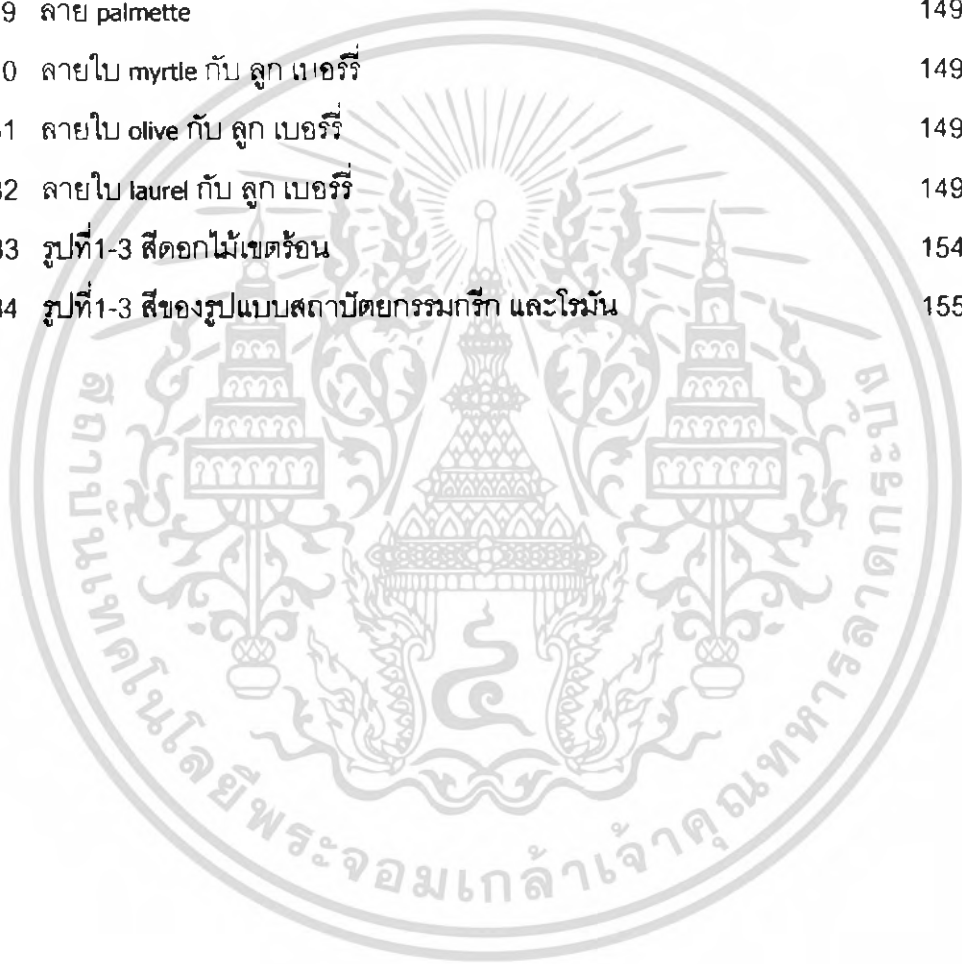 9 ลาย palmette 149
0 ลายใบ myrtle กับ ลูก เบอร์รี่ 149
31 ลายใบ olive กับ ลูก เบอร์รี่ 149
32 ลายใบ laurel กับ ลูก เบอร์รี่ 149
33 รูปที่1-3 สีดอกไม้เขตร้อน 154
34 รูปที่1-3 สีของรูปแบบสถาปัตยกรรมกรีก และโรมัน 155
สถาบันเทคโนโลยีพระจอมเกล้าเจ้าคุณทหารลาดกระบัง
๔